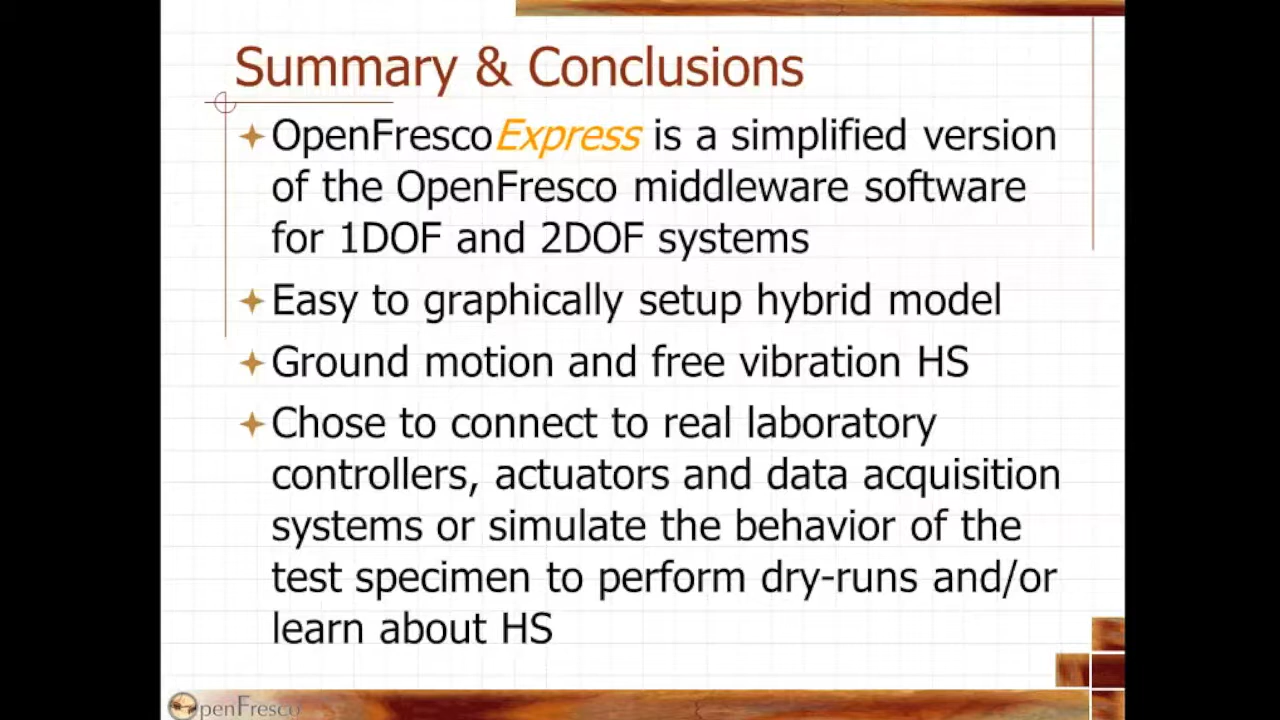 Summary & Conclusions
OpenFrescoExpress is a simplified version
of the OpenFresco middleware software
for 1DOF and 2DOF systems
Easy to graphically setup hybrid model
Ground motion and free vibration HS
Chose to connect to real laboratory
controllers, actuators and data acquisition
systems or simulate the behavior of the
test specimen to perform dry-runs and/or
learn about HS
OpenFresco